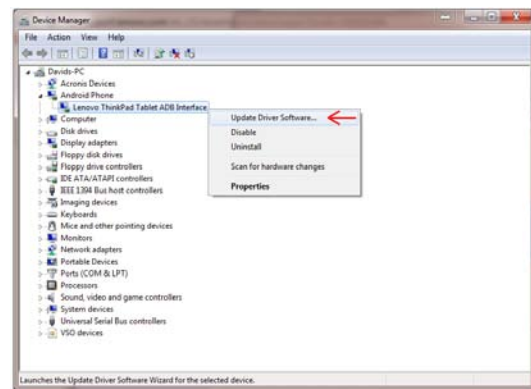 Device Manager
File Action View Help
Davids-PC
Acronis Devices
Android Phone
Lenovo ThinkPad Tablet ADB Interface
Computer
Disk drives
Display adapters
Floppy disk drives
Floppy drive controllers
IDE ATA/ATAPI controllers
IEEE 1394 Bus host controllers
Imaging devices
Keyboards
Mice and other pointing devices
Monitors
Network adapters
Portable Devices
Ports (COM & LPT)
Processors
Sound, video and game controllers
System devices
Universal Serial Bus controllers
VSO devices
Update Driver Software...
Disable
Uninstall
Scan for hardware changes
Properties
Launches the Update Driver Software Wizard for the selected device.